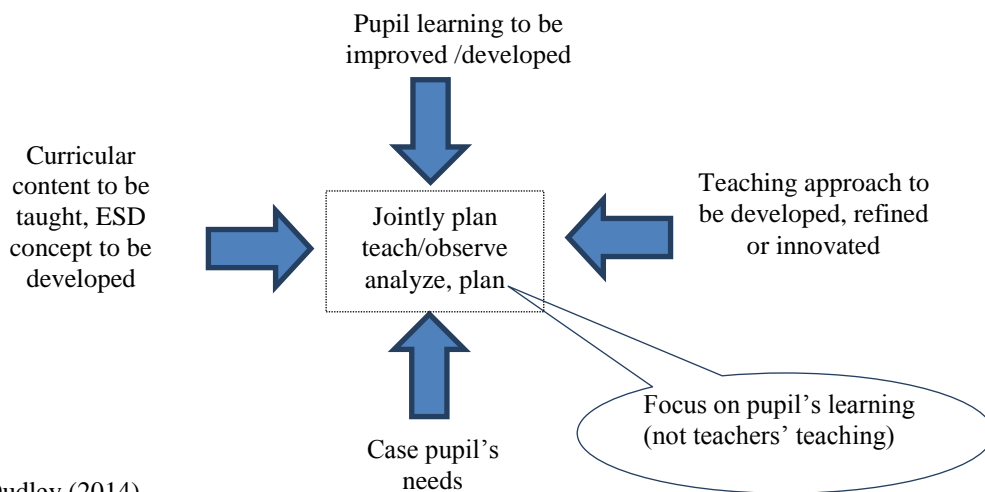 Pupil learning to be
improved /developed
Curricular
content to be
taught, ESD
concept to be
developed
Jointly plan
teach/observe
analyze, plan
Teaching approach to
be developed, refined
or innovated
Focus on pupil’s learning
(not teachers’ teaching)
Case pupil’s
needs
Dudley (2014)